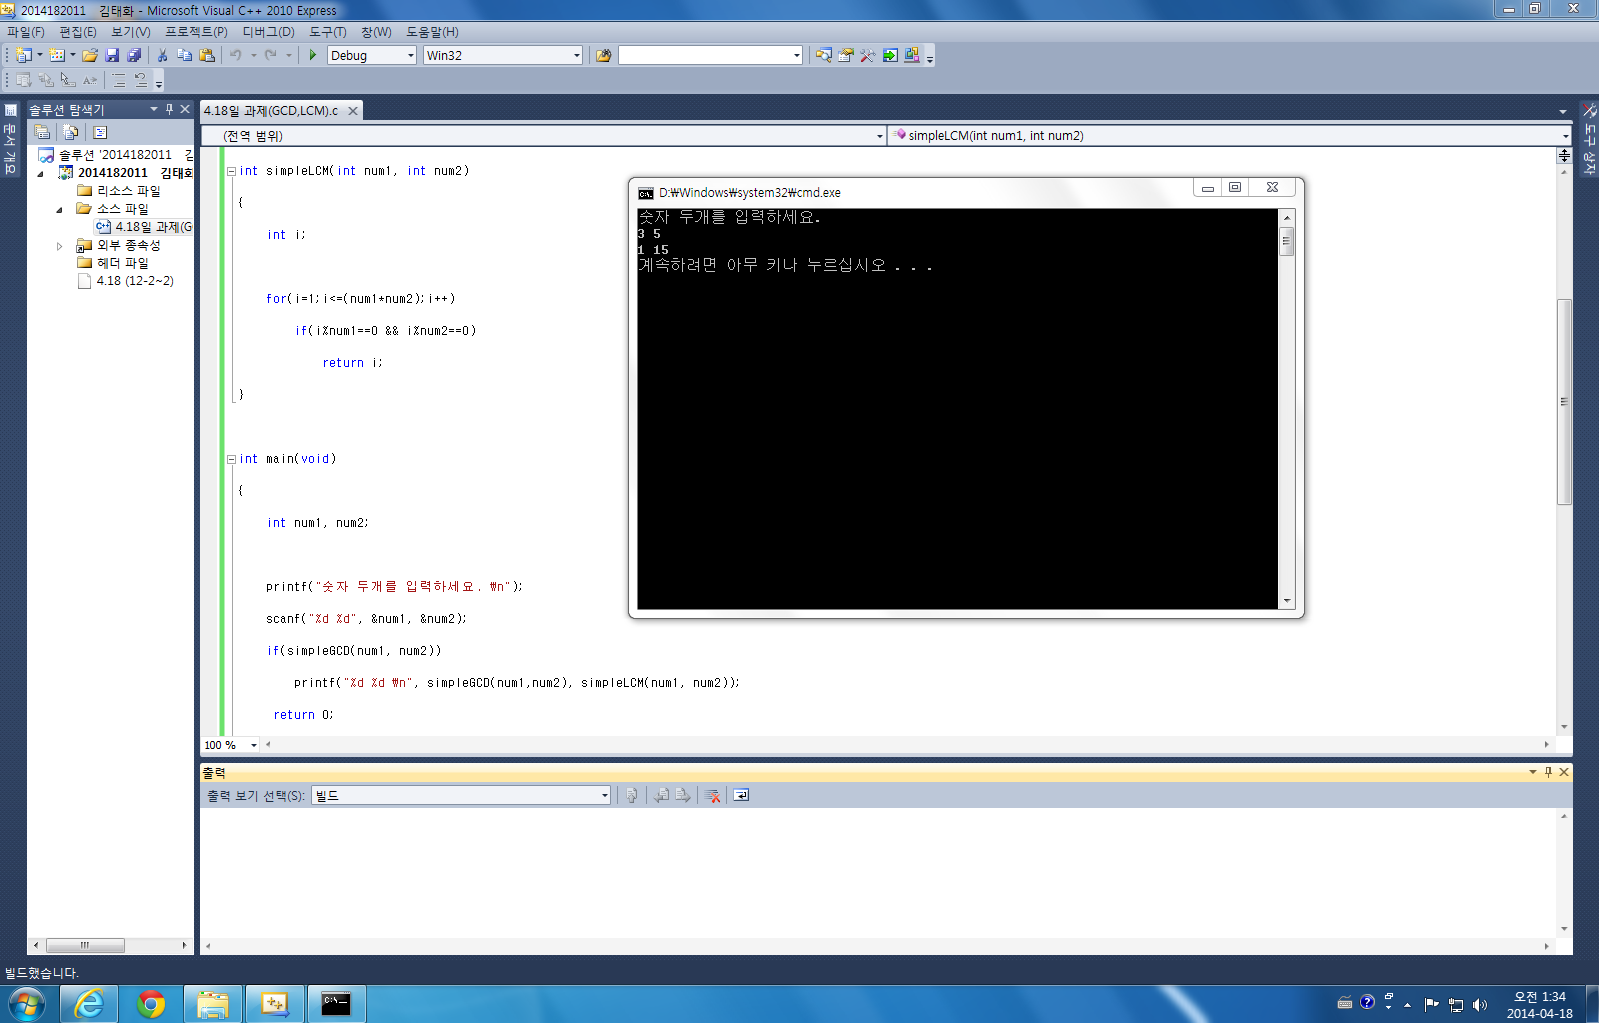 2014182011 김태화 - Microsoft Visual C++ 2010 Express
파일(F) 편집(E) 보기(V) 프로젝트(P) 디버그(D) 도구(T) 창(W) 도움말(H)
Debug Win32
문서 개요
솔루션 탐색기
솔루션 '2014182011 김
2014182011 김태화
리소스 파일
소스 파일
4.18일 과제(G
외부 종속성
헤더 파일
4.18 (12-2~2)
4.18일 과제(GCD,LCM).c
(전역 범위) simpleLCM(int num1, int num2)
int simpleLCM(int num1, int num2)
{
int i;
for(i=1;i<=(num1*num2);i++)
if(i%num1==0 && i%num2==0)
return i;
}
int main(void)
{
int num1, num2;
printf("숫자 두개를 입력하세요. ₩n");
scanf("%d %d", &num1, &num2);
if(simpleGCD(num1, num2))
printf("%d %d ₩n", simpleGCD(num1,num2), simpleLCM(num1, num2));
return 0;
100 %
D:₩Windows₩system32₩cmd.exe
숫자 두개를 입력하세요.
3 5
1 15
계속하려면 아무 키나 누르십시오 . . .
도구 상자
출력
출력 보기 선택(S): 빌드
빌드했습니다.
오전 1:34
2014-04-18